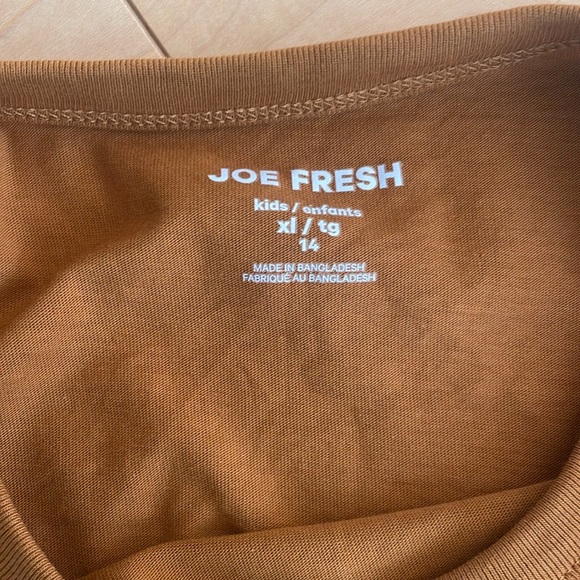 JOE FRESH
kids / enfants
xl / tg
14
MADE IN BANGLADESH
FABRIQUÉ AU BANGLADESH